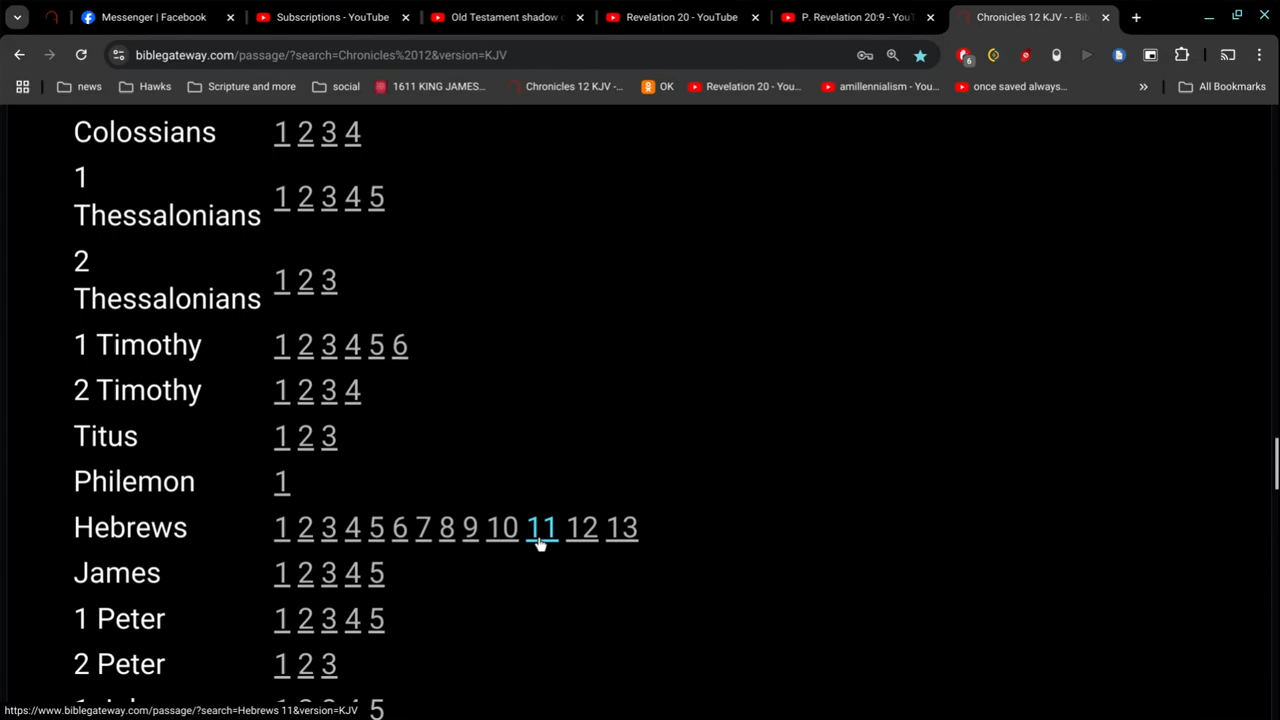 Messenger | Facebook
Subscriptions - YouTube
Old Testament shadow o
Revelation 20 - YouTube
P. Revelation 20:9 - YouT
Chronicles 12 KJV - - Bib
biblegateway.com/passage/?search=Chronicles%2012&version=KJV
6
news
Hawks
Scripture and more
social
1611 KING JAMES...
Chronicles 12 KJV -...
OK
Revelation 20 - You...
amillennialism - You...
once saved always...
»
All Bookmarks
Colossians 1 2 3 4
1
Thessalonians 1 2 3 4 5
2
Thessalonians 1 2 3
1 Timothy 1 2 3 4 5 6
2 Timothy 1 2 3 4
Titus 1 2 3
Philemon 1
Hebrews 1 2 3 4 5 6 7 8 9 10 11 12 13
James 1 2 3 4 5
1 Peter 1 2 3 4 5
2 Peter 1 2 3
5
https://www.biblegateway.com/passage/?search=Hebrews 11&version=KJV